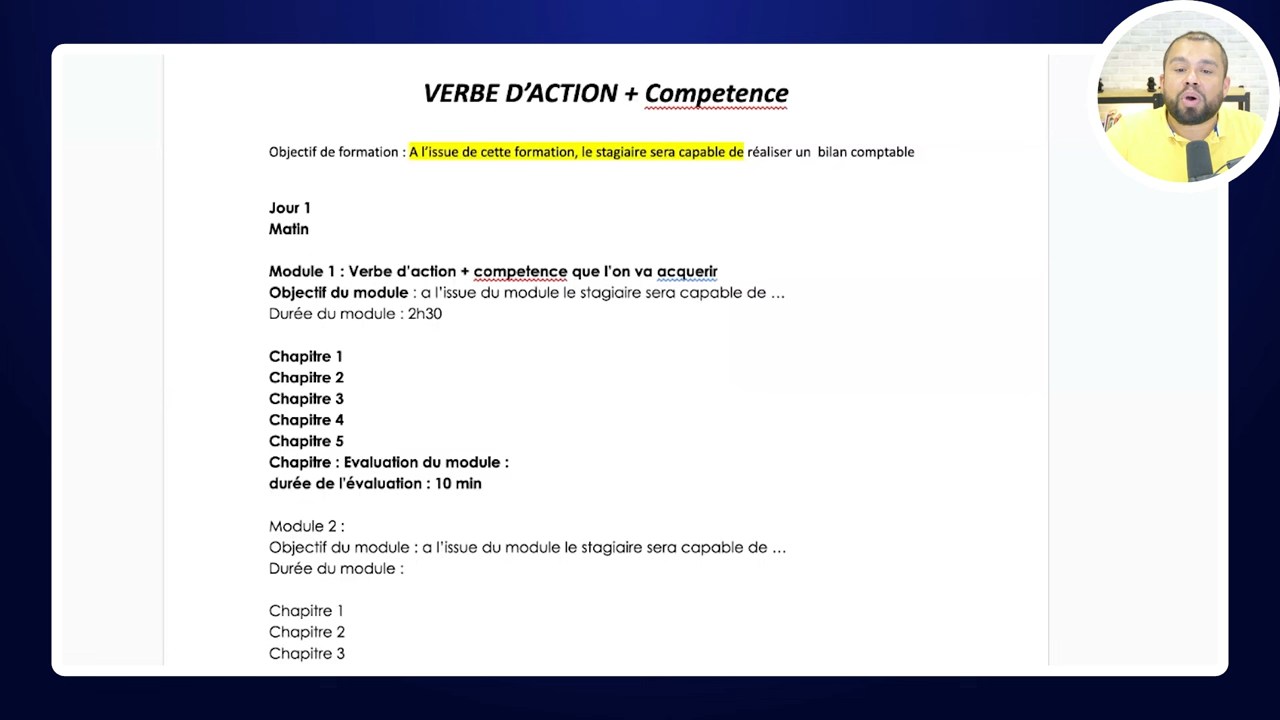 VERBE D’ACTION + Competence
Objectif de formation : A l’issue de cette formation, le stagiaire sera capable de réaliser un bilan comptable
Jour 1
Matin
Module 1 : Verbe d'action + competence que l'on va acquerir
Objectif du module : a l’issue du module le stagiaire sera capable de …
Durée du module : 2h30
Chapitre 1
Chapitre 2
Chapitre 3
Chapitre 4
Chapitre 5
Chapitre : Evaluation du module :
durée de l'évaluation : 10 min
Module 2 :
Objectif du module : a l’issue du module le stagiaire sera capable de …
Durée du module :
Chapitre 1
Chapitre 2
Chapitre 3